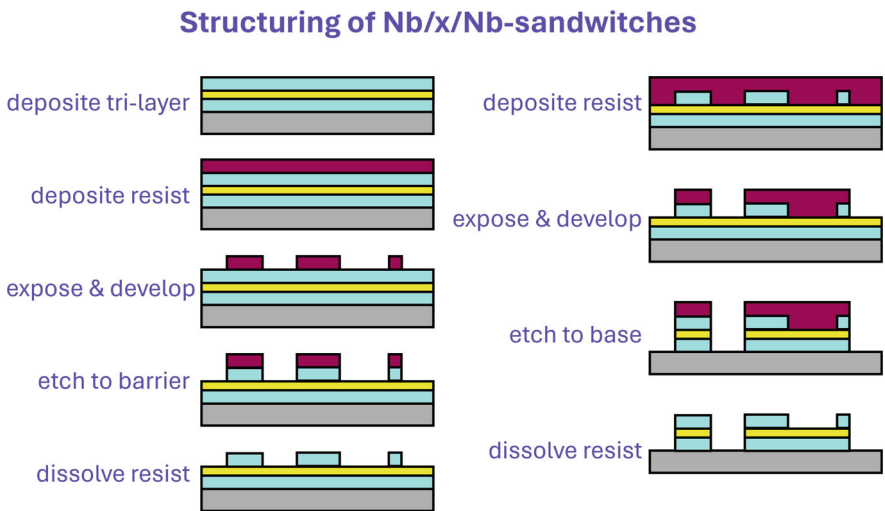 Structuring of Nb/x/Nb-sandwitches
deposite tri-layer
deposite resist
expose & develop
etch to barrier
dissolve resist
deposite resist
expose & develop
etch to base
dissolve resist